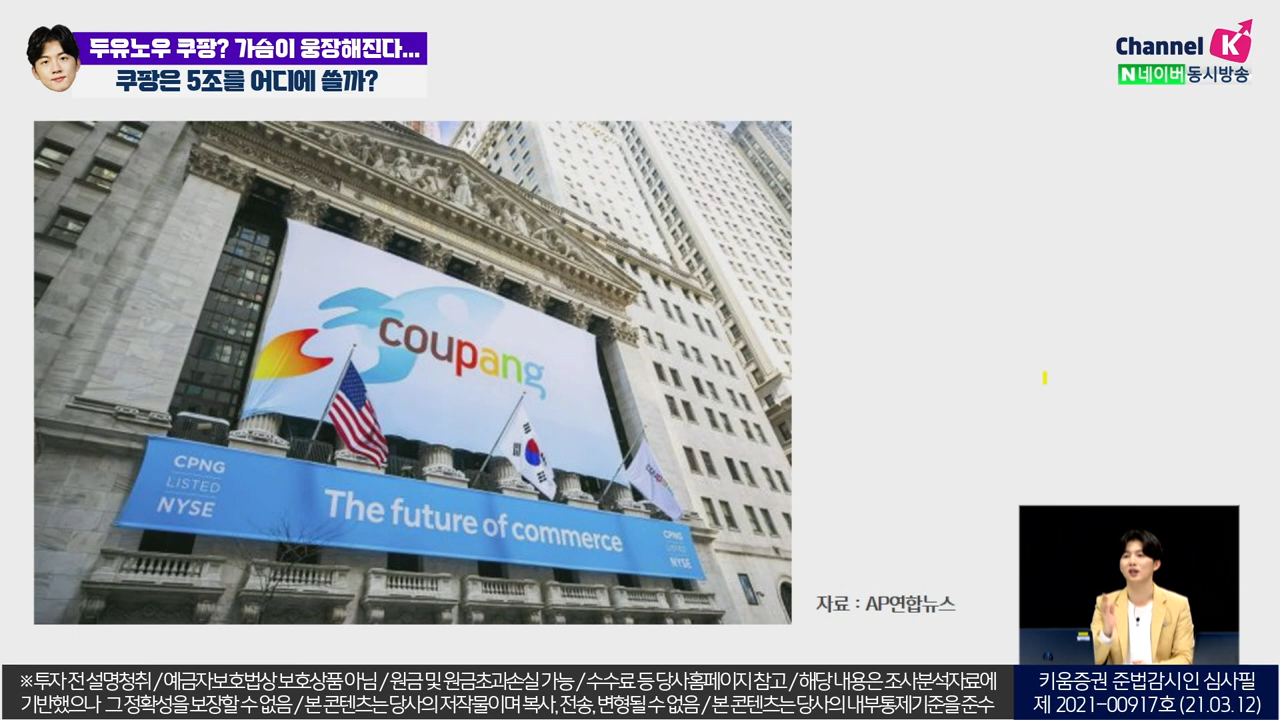 두유노우 쿠팡? 가슴이 웅장해진다...
쿠팡은 5조를 어디에 쓸까?
Channel K
N 네이버 동시방송
coupang
CPNG
LISTED
NYSE
The future of commerce
CPNG
LISTED
NYSE
자료 : AP연합뉴스
※ 투자 전 설명청취 / 예금자보호법상 보호상품 아님 / 원금 및 원금초과손실 가능 / 수수료 등 당사홈페이지 참고 / 해당 내용은 조사분석자료에
기반했으나 그 정확성을 보장할 수 없음 / 본 콘텐츠는 당사의 저작물이며 복사, 전송, 변형될 수 없음 / 본 콘텐츠는 당사의 내부통제기준을 준수
키움증권 준법감시인 심사필
제 2021-00917호 (21.03.12)